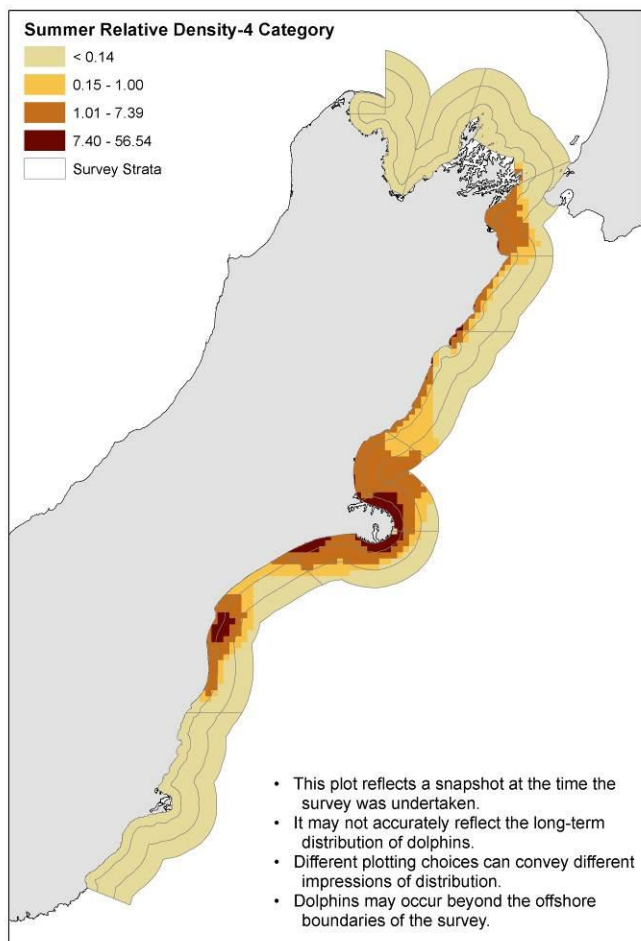 Summer Relative Density-4 Category
< 0.14
0.15 - 1.00
1.01 - 7.39
7.40 - 56.54
Survey Strata
• This plot reflects a snapshot at the time the
survey was undertaken.
• It may not accurately reflect the long-term
distribution of dolphins.
• Different plotting choices can convey different
impressions of distribution.
• Dolphins may occur beyond the offshore
boundaries of the survey.